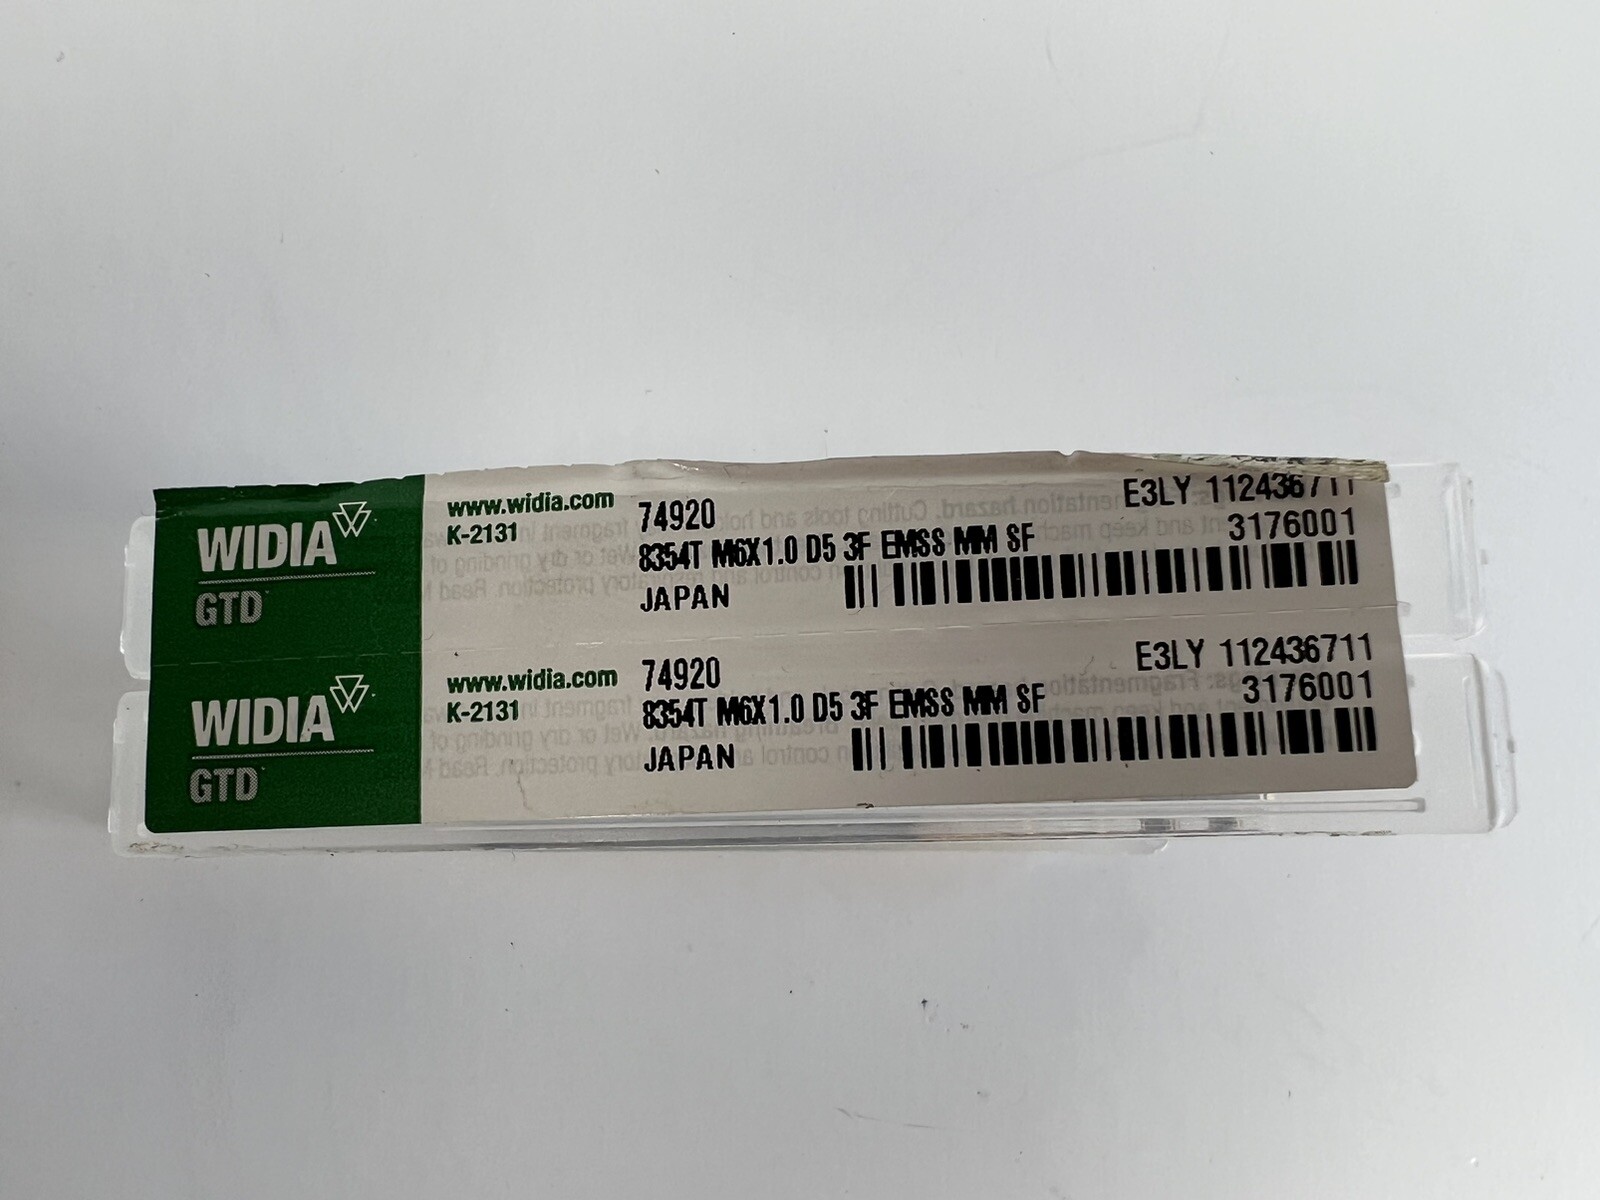 WIDIA
GTD
www.widia.com
K-2131
74920
8354T M6X1.0 D5 3F EMSS MM SF
JAPAN
E3LY 112436711
3176001
WIDIA
GTD
www.widia.com
K-2131
74920
8354T M6X1.0 D5 3F EMSS MM SF
JAPAN
E3LY 112436711
3176001